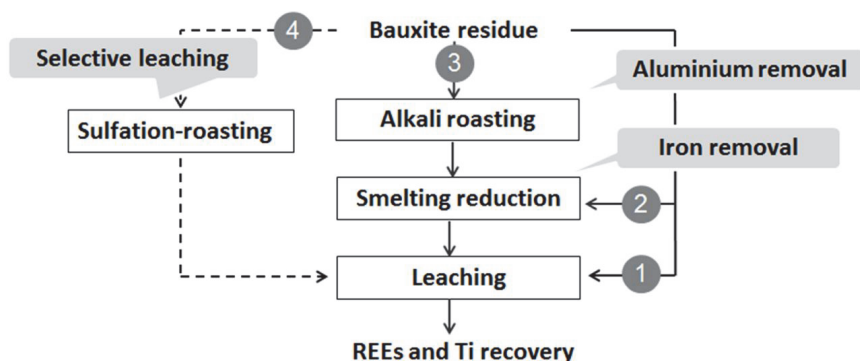 4
Bauxite residue
Selective leaching
3
Aluminium removal
Sulfation-roasting
Alkali roasting
Iron removal
Smelting reduction
2
Leaching
1
REEs and Ti recovery